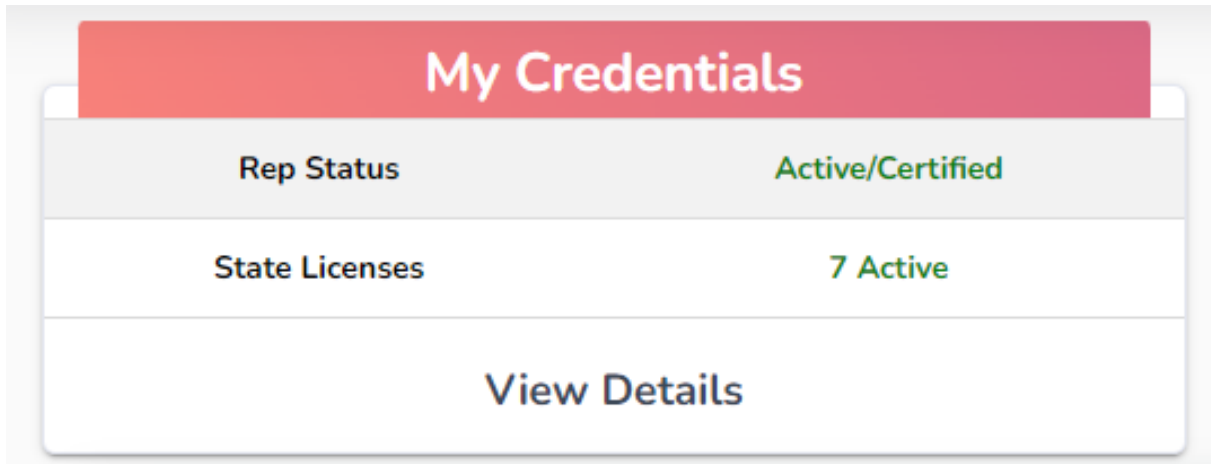 My Credentials
Rep Status Active/Certified
State Licenses 7 Active
View Details